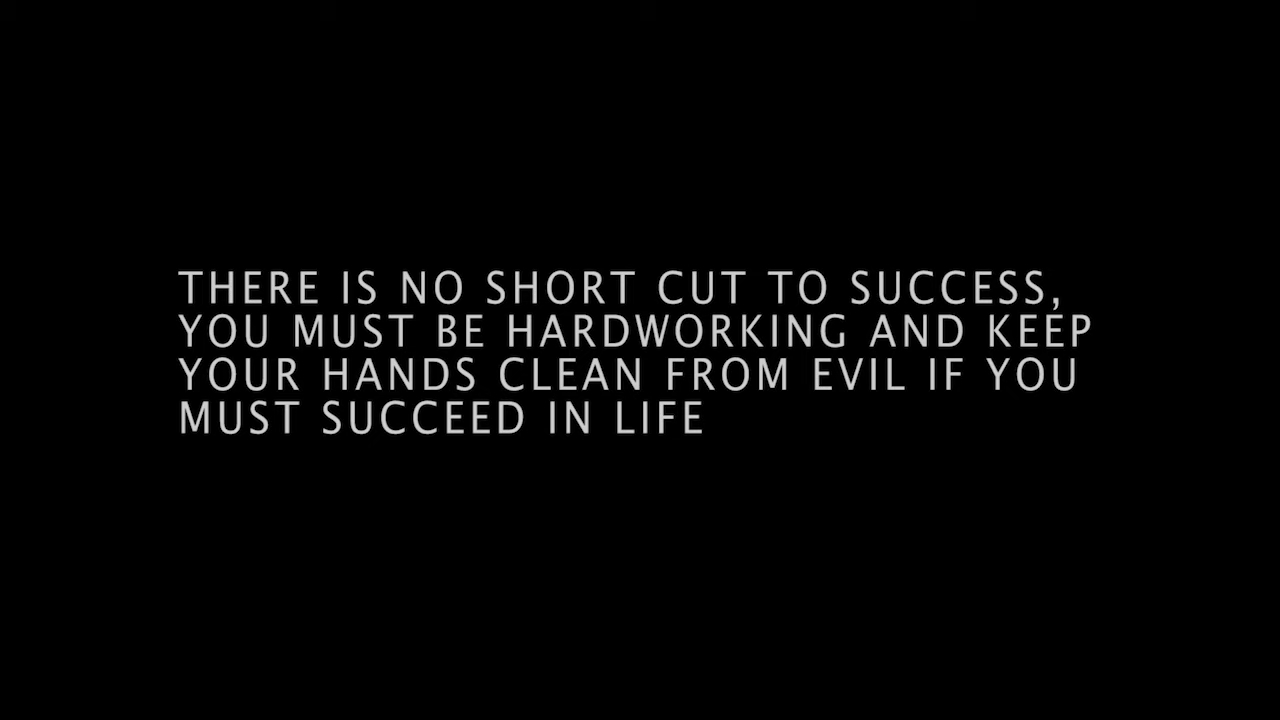 THERE IS NO SHORT CUT TO SUCCESS,
YOU MUST BE HARDWORKING AND KEEP
YOUR HANDS CLEAN FROM EVIL IF YOU
MUST SUCCEED IN LIFE